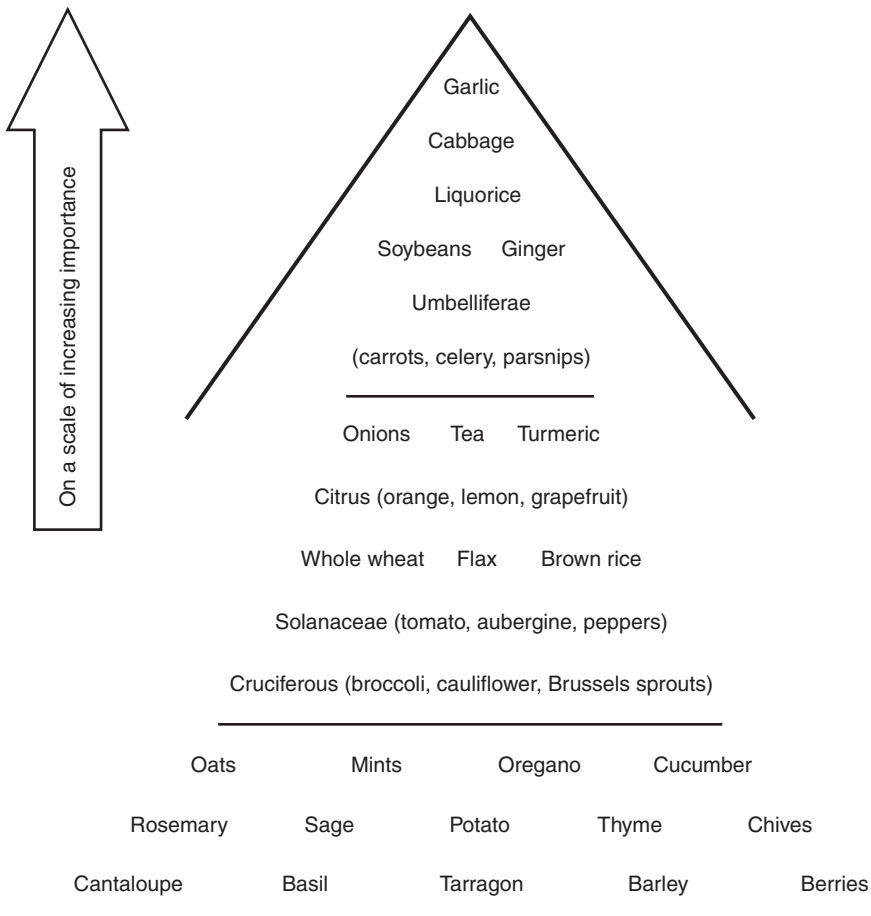 On a scale of increasing importance
Garlic
Cabbage
Liquorice
Soybeans Ginger
Umbelliferae
(carrots, celery, parsnips)
Onions Tea Turmeric
Citrus (orange, lemon, grapefruit)
Whole wheat Flax Brown rice
Solanaceae (tomato, aubergine, peppers)
Cruciferous (broccoli, cauliflower, Brussels sprouts)
Oats Mints Oregano Cucumber
Rosemary Sage Potato Thyme Chives
Cantaloupe Basil Tarragon Barley Berries